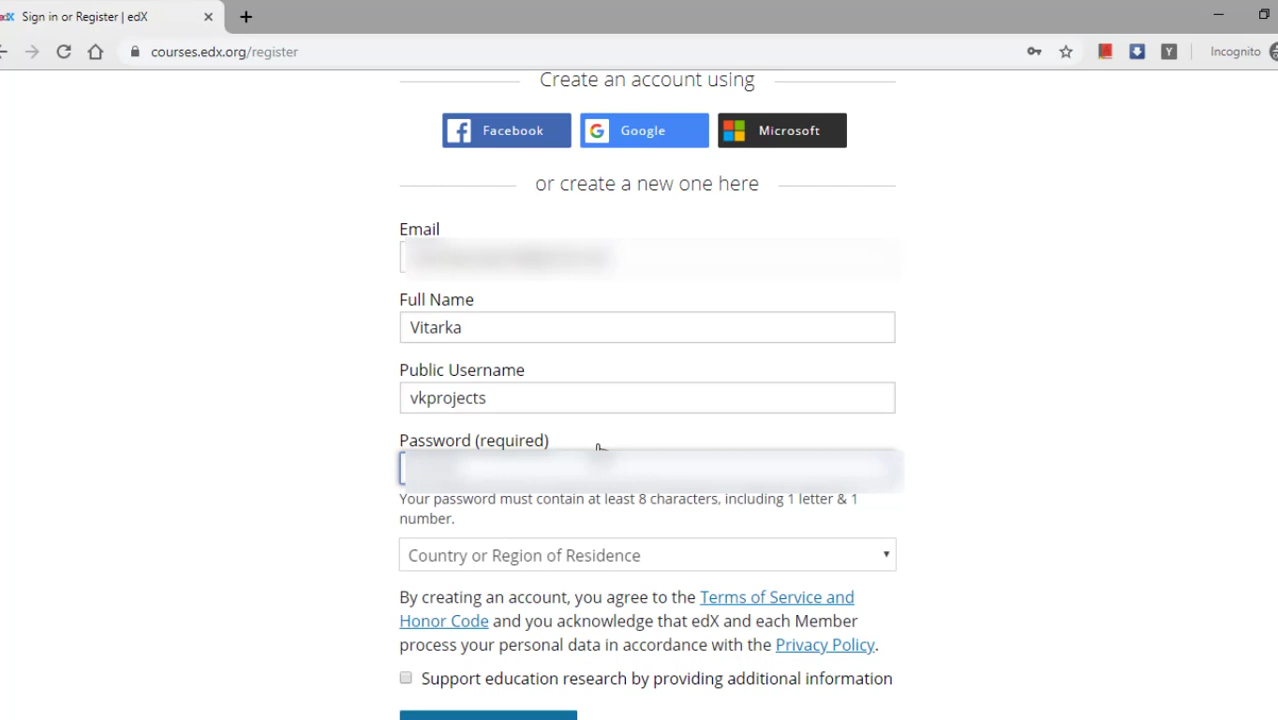 Sign in or Register | edX
courses.edx.org/register
Y
Incognito
Create an account using
Facebook
Google
Microsoft
or create a new one here
Email
Full Name
Vitarka
Public Username
vkprojects
Password (required)
Your password must contain at least 8 characters, including 1 letter & 1
number.
Country or Region of Residence
By creating an account, you agree to the Terms of Service and
Honor Code and you acknowledge that edX and each Member
process your personal data in accordance with the Privacy Policy.
Support education research by providing additional information